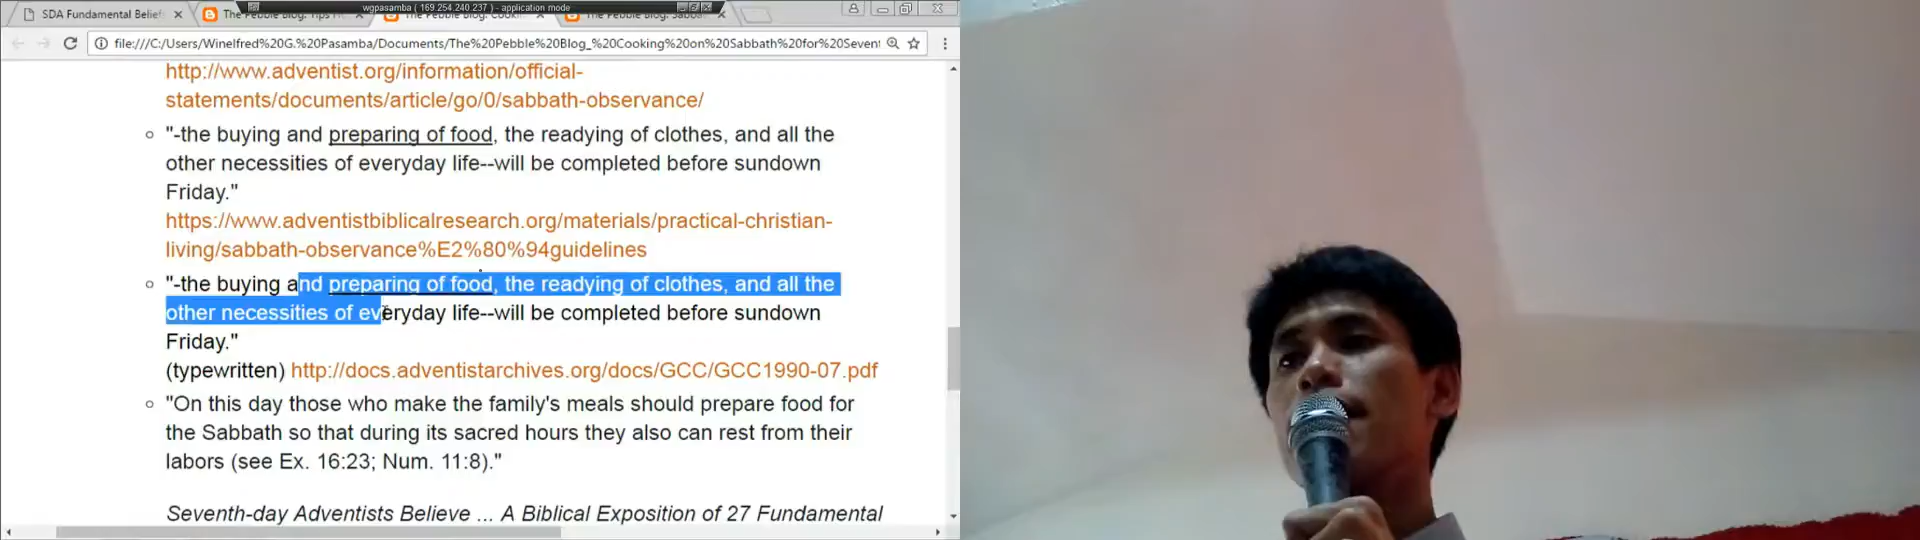 wgpasamba ( 169.254.240.237 ) - application mode
SDA Fundamental Belie
The Pebble Blog: Tips
The Pebble Blog: Cooki
The Pebble Blog: Sabba
file:///C:/Users/Winelfred%20G.%20Pasamba/Documents/The%20Pebble%20Blog_%20Cooking%20on%20Sabbath%20for%20Sevent
http://www.adventist.org/information/official-
statements/documents/article/go/0/sabbath-observance/
"-the buying and preparing of food, the readying of clothes, and all the
other necessities of everyday life--will be completed before sundown
Friday."
https://www.adventistbiblicalresearch.org/materials/practical-christian-
living/sabbath-observance%E2%80%94guidelines
"-the buying and preparing of food, the readying of clothes, and all the
other necessities of everyday life--will be completed before sundown
Friday."
(typewritten) http://docs.adventistarchives.org/docs/GCC/GCC1990-07.pdf
"On this day those who make the family's meals should prepare food for
the Sabbath so that during its sacred hours they also can rest from their
labors (see Ex. 16:23; Num. 11:8)."
Seventh-day Adventists Believe ... A Biblical Exposition of 27 Fundamental